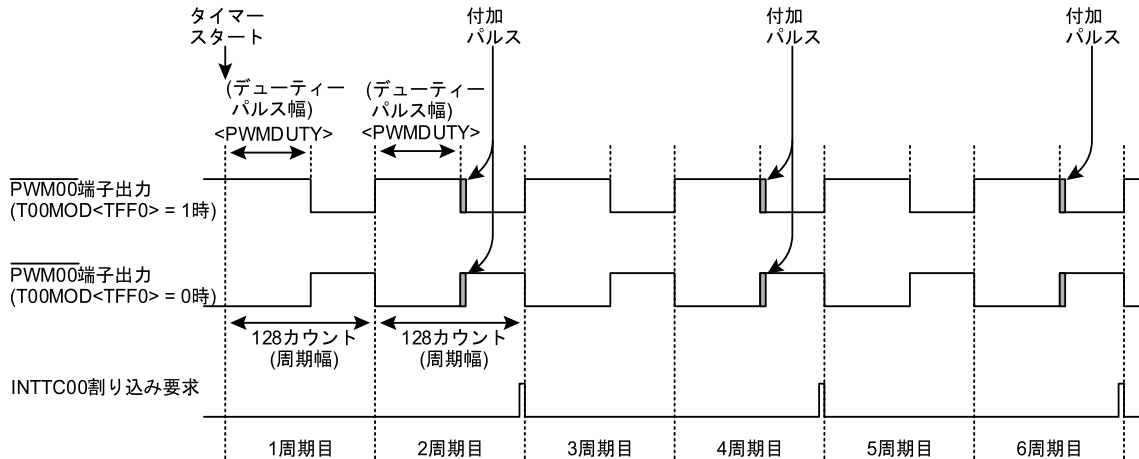 タイマー
スタート
付加
パルス
付加
パルス
付加
パルス
(デューティー
パルス幅)
<PWMDUTY>
(デューティー
パルス幅)
<PWMDUTY>
PWM00端子出力
(T00MOD<TFF0> = 1時)
PWM00端子出力
(T00MOD<TFF0> = 0時)
128カウント
(周期幅)
128カウント
(周期幅)
INTTC00割り込み要求
1周期目
2周期目
3周期目
4周期目
5周期目
6周期目